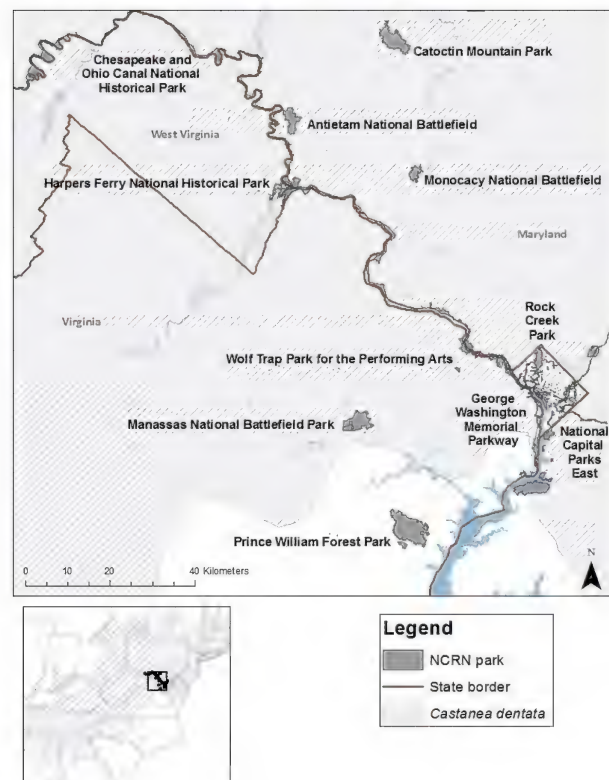 Catoctin Mountain Park
Chesapeake and
Ohio Canal National
Historical Park
Antietam National Battlefield
West Virginia
Harpers Ferry National Historical Park
Monocacy National Battlefield
Maryland
Rock
Creek
Park
Virginia
Wolf Trap Park for the Performing Arts
George
Washington
Memorial
Parkway
Manassas National Battlefield Park
National
Capital
Parks
East
Prince William Forest Park
N
0 10 20 40 Kilometers
Legend
NCRN park
State border
Castanea dentata